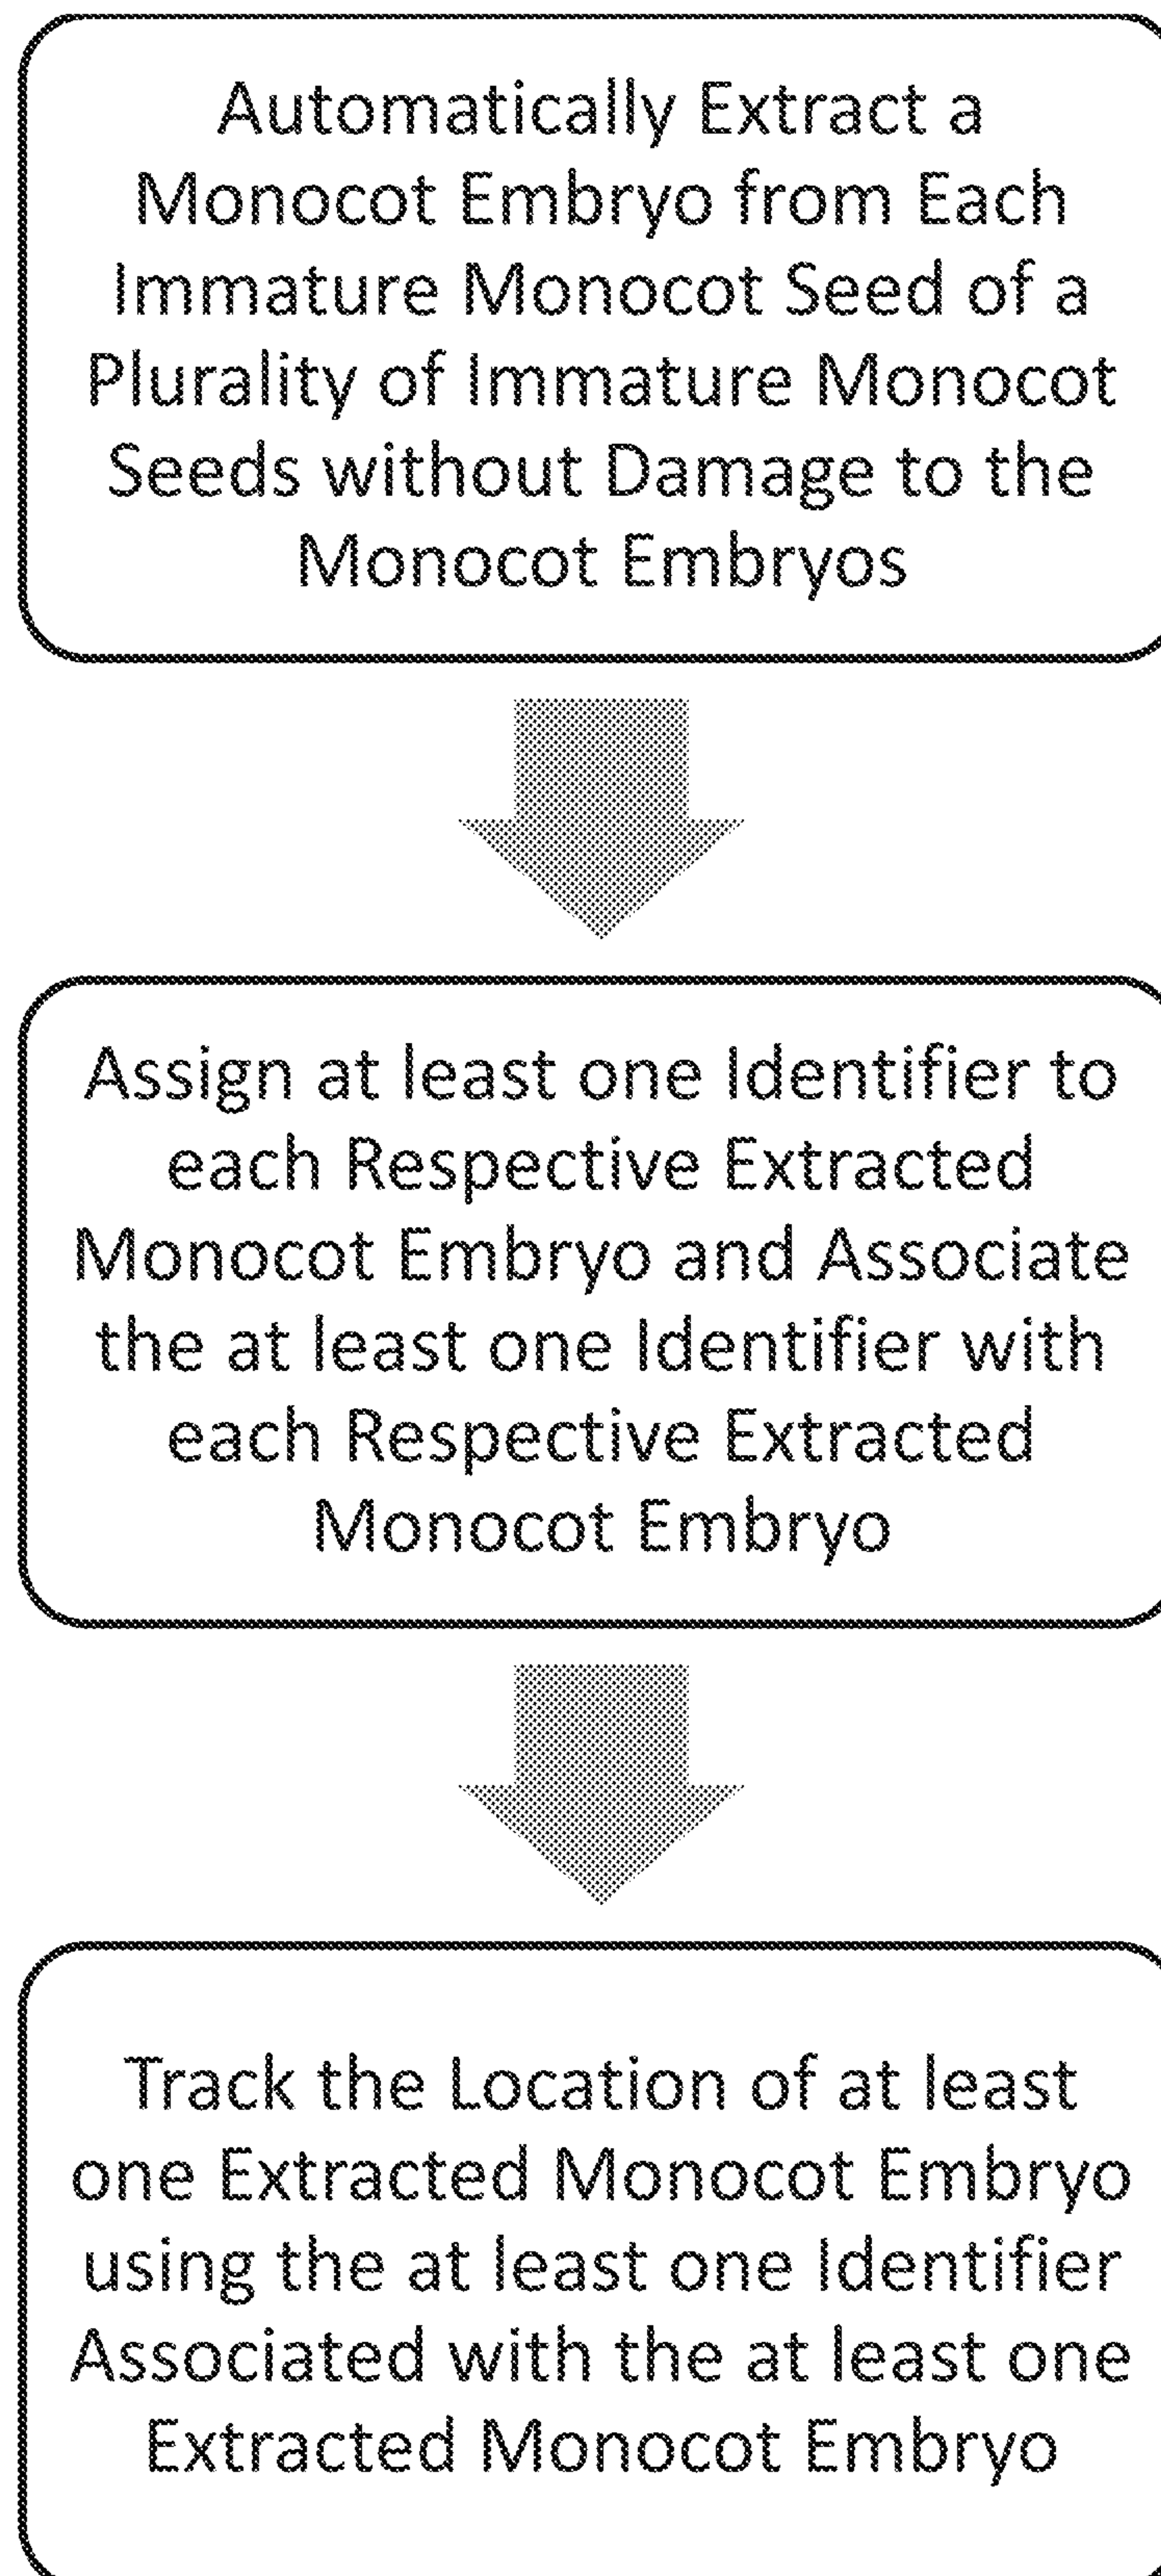 Automatically Extract a
Monocot Embryo from Each
Immature Monocot Seed of a
Plurality of Immature Monocot
Seeds without Damage to the
Monocot Embryos
Assign at least one Identifier to
each Respective Extracted
Monocot Embryo and Associate
the at least one Identifier with
each Respective Extracted
Monocot Embryo
Track the Location of at least
one Extracted Monocot Embryo
using the at least one Identifier
Associated with the at least one
Extracted Monocot Embryo